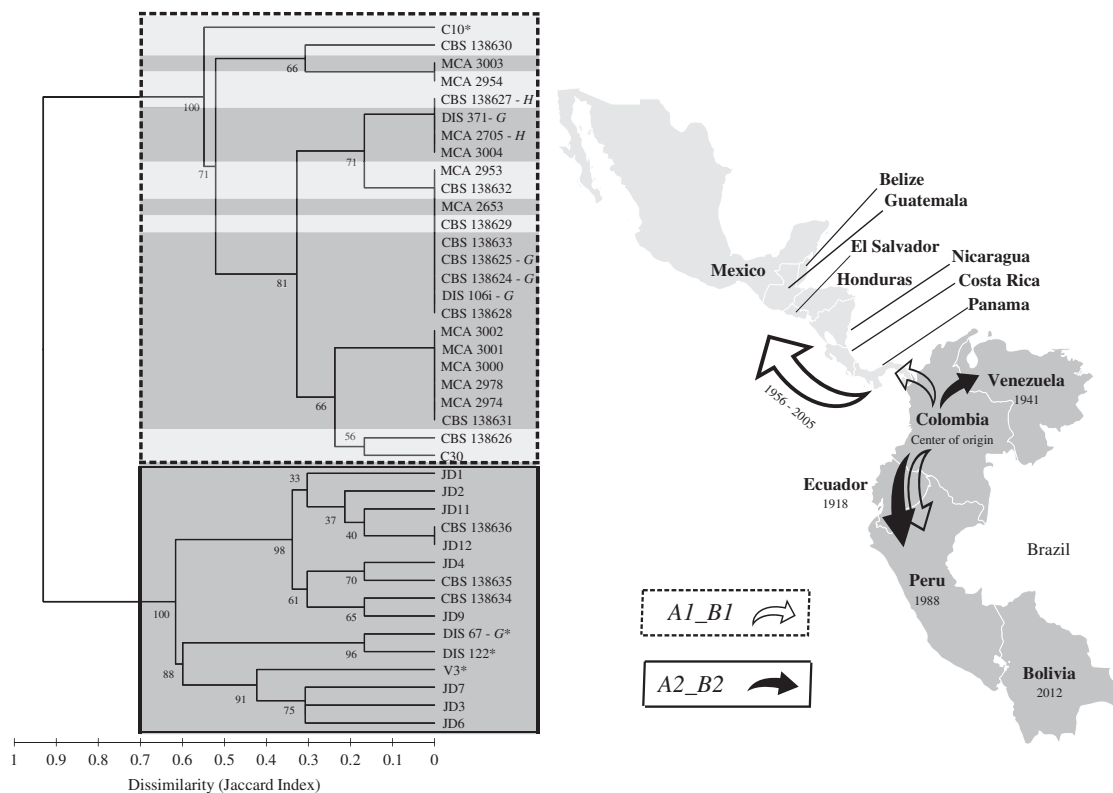 C10*
CBS 138630
MCA 3003
MCA 2954
CBS 138627 - H
DIS 371- G
MCA 2705 - H
MCA 3004
MCA 2953
CBS 138632
MCA 2653
CBS 138629
CBS 138633
CBS 138625 - G
CBS 138624 - G
DIS 106i - G
CBS 138628
MCA 3002
MCA 3001
MCA 3000
MCA 2978
MCA 2974
CBS 138631
CBS 138626
C30
JD1
JD2
JD11
CBS 138636
JD12
JD4
CBS 138635
CBS 138634
JD9
DIS 67 - G*
DIS 122*
V3*
JD7
JD3
JD6
66
100
71
71
81
66
56
33
37
40
98
70
61
65
100
96
88
91
75
1 0.9 0.8 0.7 0.6 0.5 0.4 0.3 0.2 0.1 0
Dissimilarity (Jaccard Index)
Belize
Guatemala
El Salvador
Nicaragua
Mexico
Honduras
Costa Rica
Panama
1956 - 2005
Venezuela
1941
Colombia
Center of origin
Ecuador
1918
Brazil
Peru
1988
Bolivia
2012
A1_B1
A2_B2